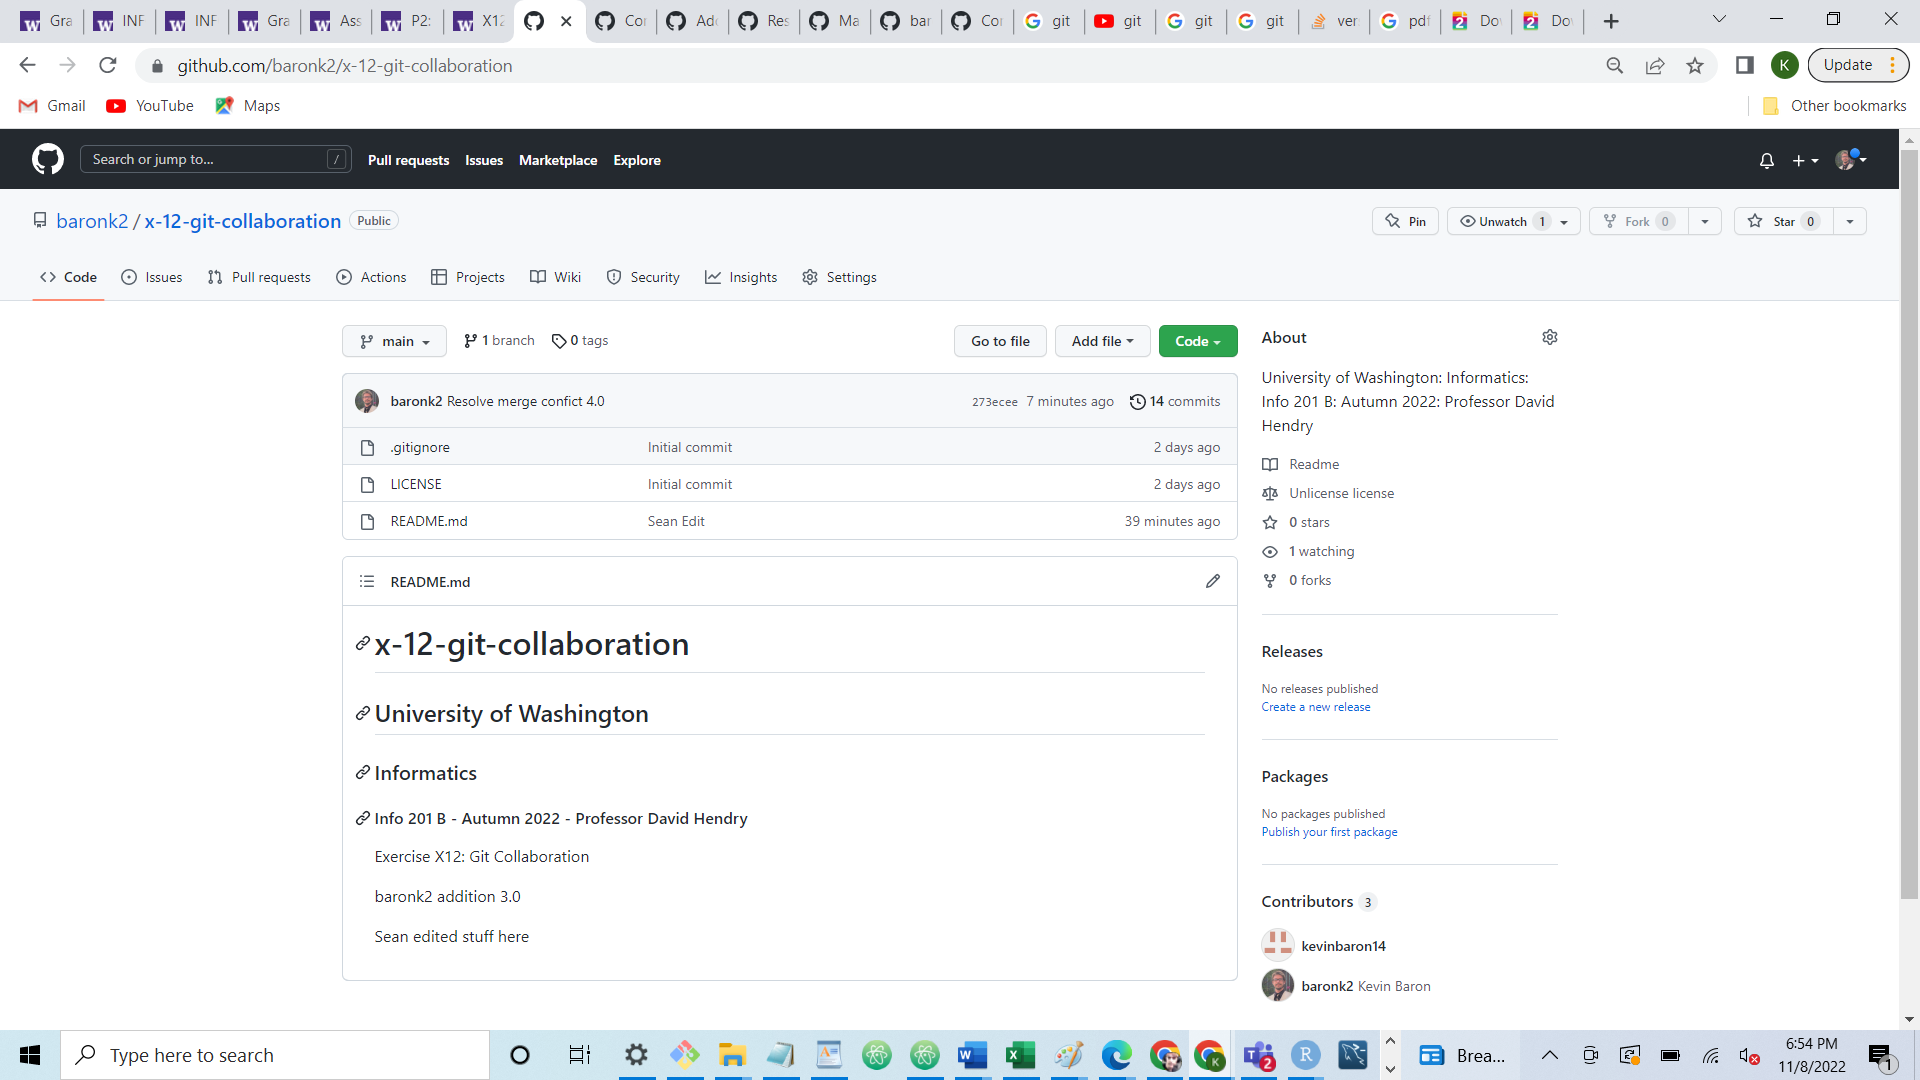 Gra
INF
INF
Gra
Ass
P2:
X12
Cor
Add
Res
Ma
bar
Cor
git
git
git
git
ver
pdf
Do
Do
github.com/baronk2/x-12-git-collaboration
K
Update
Gmail
YouTube
Maps
Other bookmarks
Search or jump to...
/
Pull requests
Issues
Marketplace
Explore
baronk2 / x-12-git-collaboration
Public
Pin
Unwatch 1
Fork 0
Star 0
Code
Issues
Pull requests
Actions
Projects
Wiki
Security
Insights
Settings
main
1 branch
0 tags
Go to file
Add file
Code
baronk2 Resolve merge confict 4.0
273ecee 7 minutes ago
14 commits
.gitignore
Initial commit
2 days ago
LICENSE
Initial commit
2 days ago
README.md
Sean Edit
39 minutes ago
README.md
x-12-git-collaboration
University of Washington
Informatics
Info 201 B - Autumn 2022 - Professor David Hendry
Exercise X12: Git Collaboration
baronk2 addition 3.0
Sean edited stuff here
About
University of Washington: Informatics:
Info 201 B: Autumn 2022: Professor David
Hendry
Readme
Unlicense license
0 stars
1 watching
0 forks
Releases
No releases published
Create a new release
Packages
No packages published
Publish your first package
Contributors 3
kevinbaron14
baronk2 Kevin Baron
Type here to search
2
Brea...
6:54 PM
11/8/2022
1